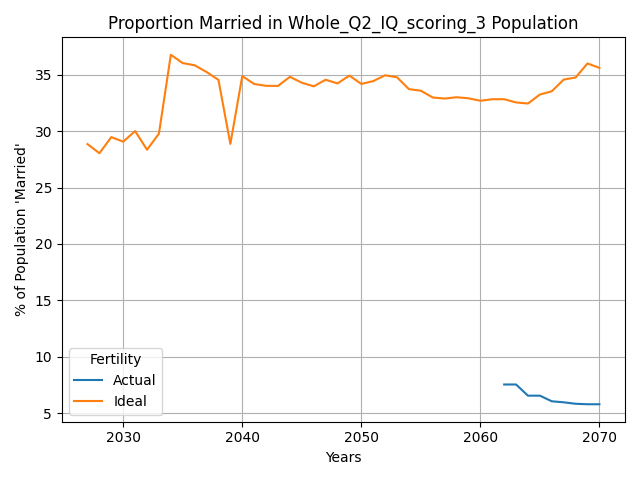 Proportion Married in Whole_Q2_IQ_scoring_3 Population
% of Population 'Married'
35
30
25
20
15
10
5
Fertility
Actual
Ideal
2030 2040 2050 2060 2070
Years